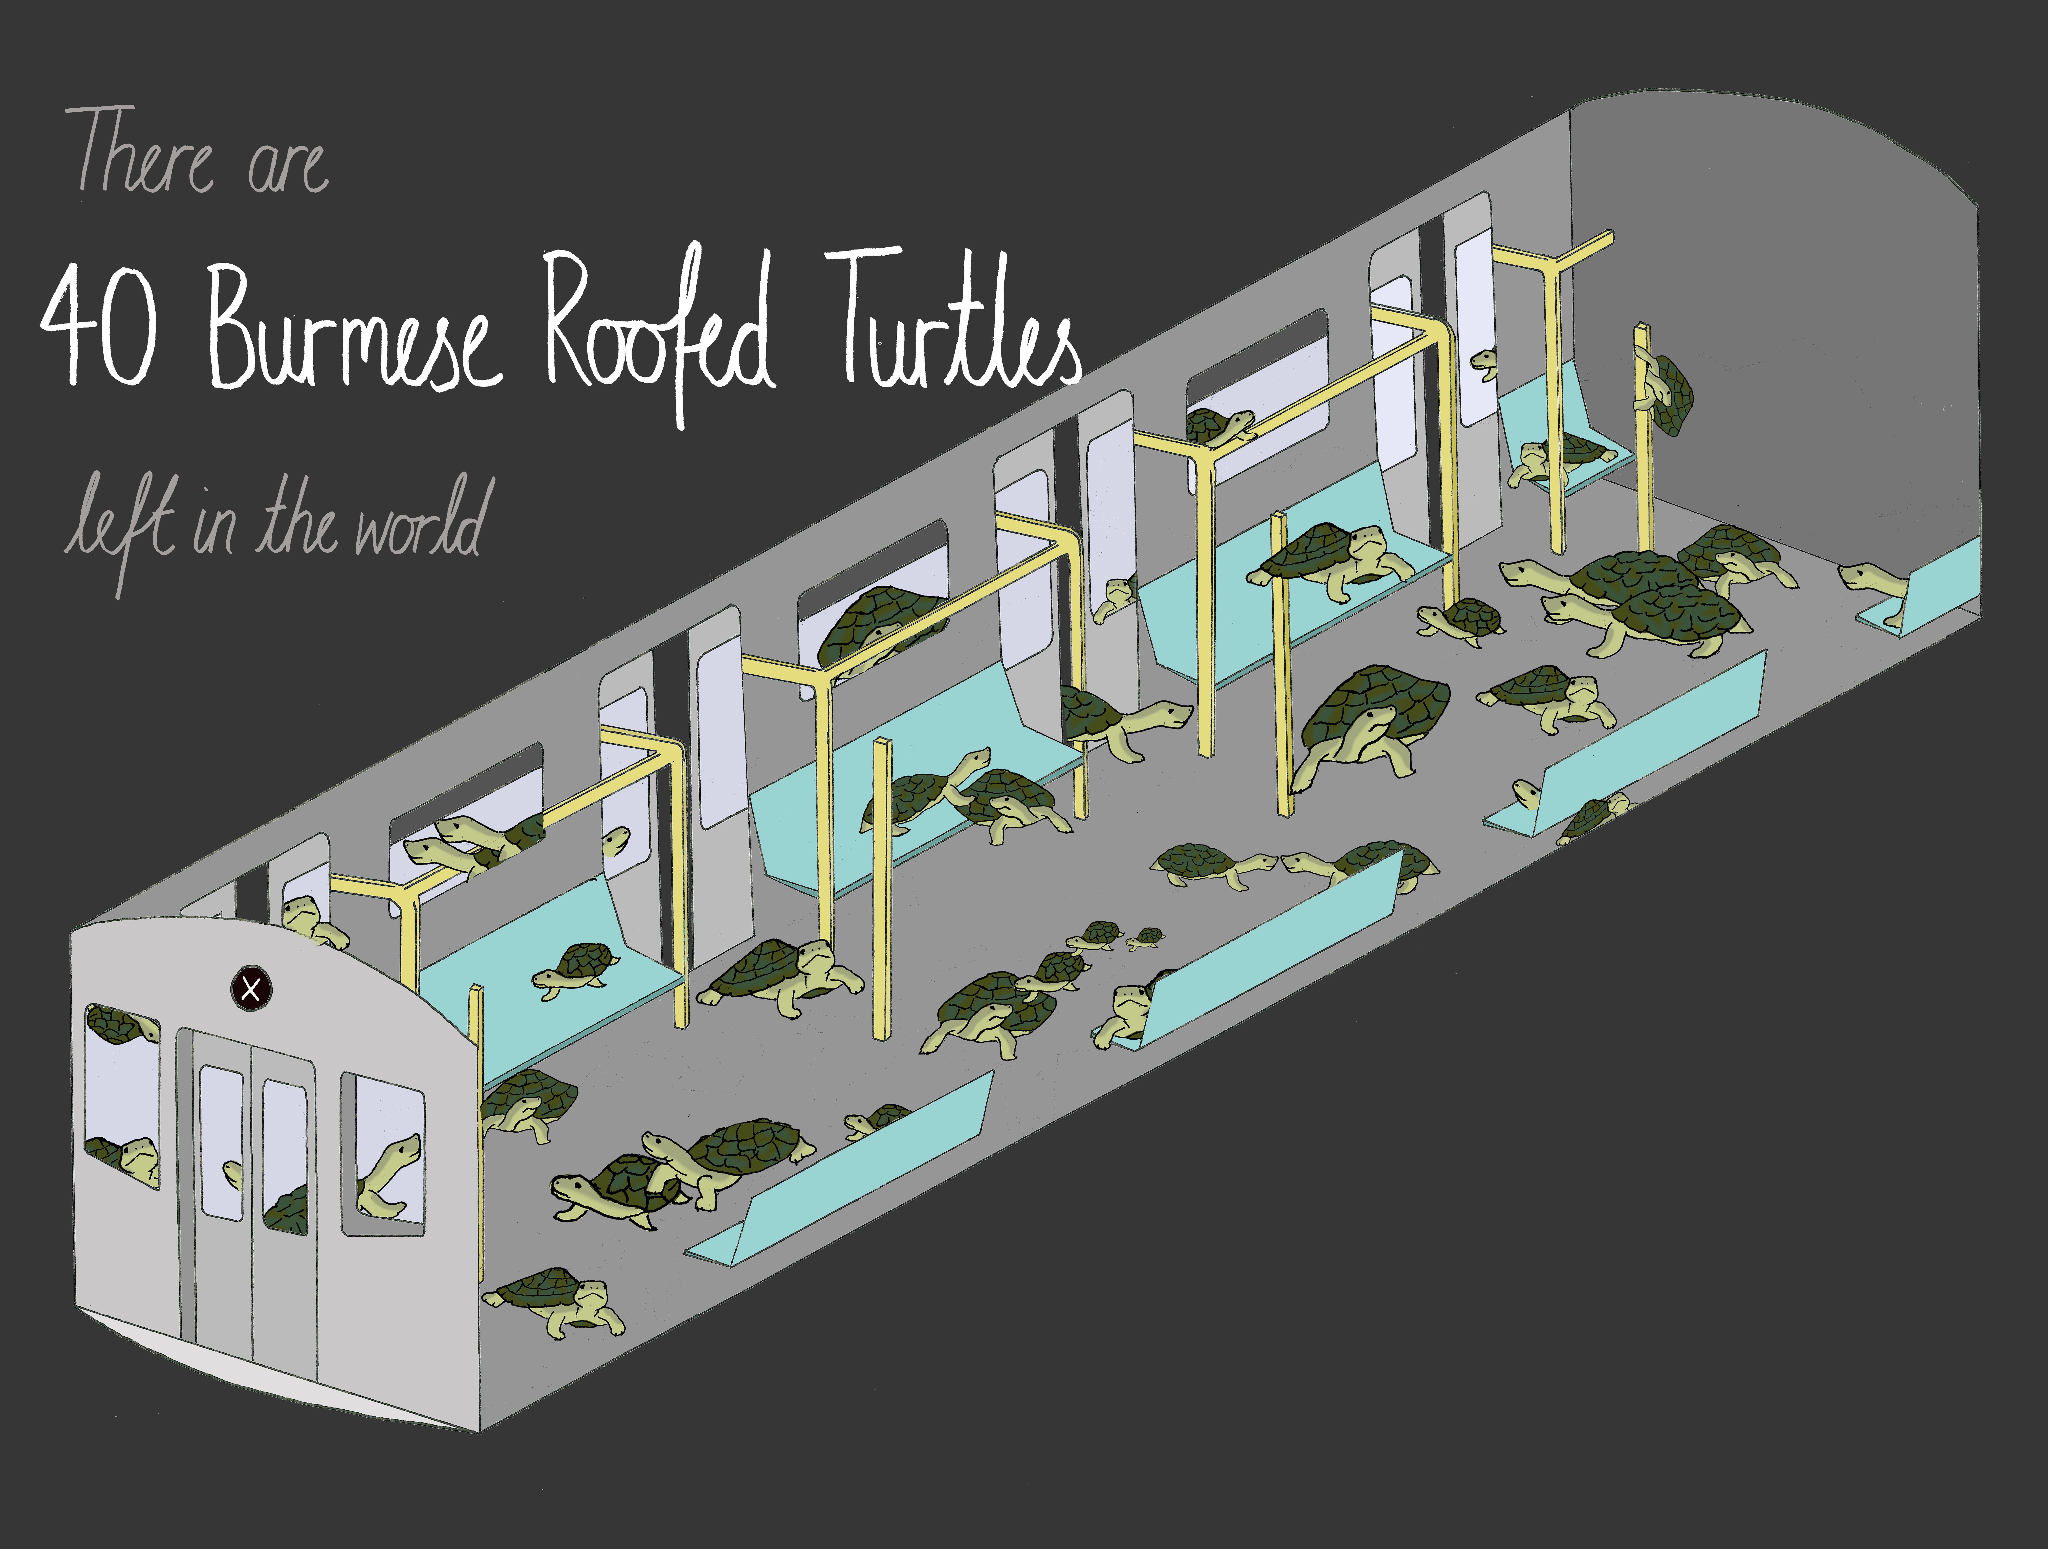 There are
40 Burmese Roofed Turtles
left in the world
X